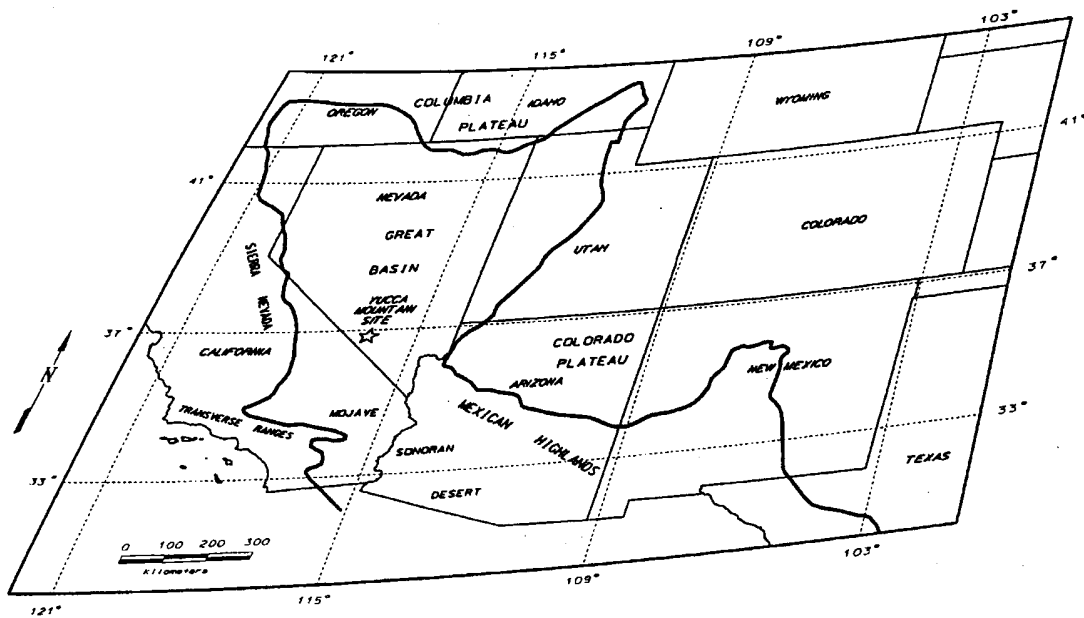 121° 115° 109° 103°
OREGON
COLUMBIA
PLATEAU
IDAHO
WYOMING
41°
41°
NEVADA
GREAT
BASIN
SIERRA NEVADA
UTAH
COLORADO
YUCCA
MOUNTAIN
SITE
37°
37°
N
CALIFORNIA
COLORADO
PLATEAU
ARIZONA
NEW MEXICO
TRANSVERSE RANGES
MOJAVE
MEXICAN HIGHLANDS
SONORAN
DESERT
33°
33°
TEXAS
0 100 200 300
kilometers
121° 115° 109° 103°